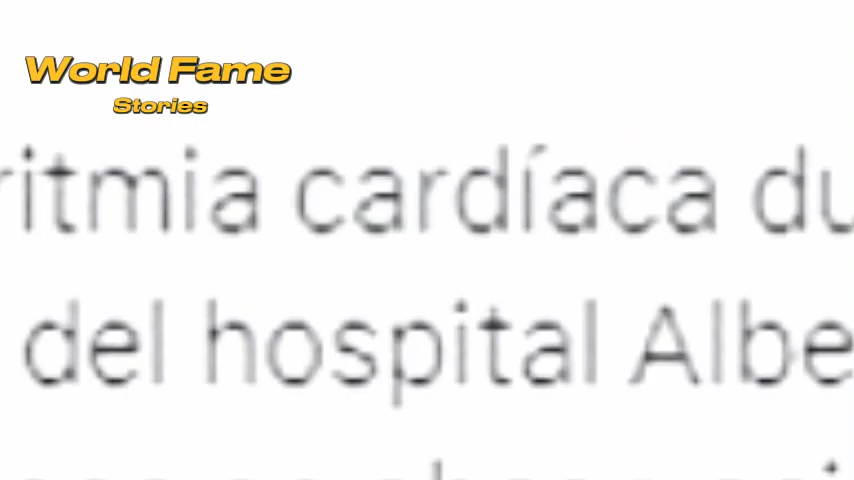 World Fame
Stories
ritmia cardíaca du
del hospital Albe